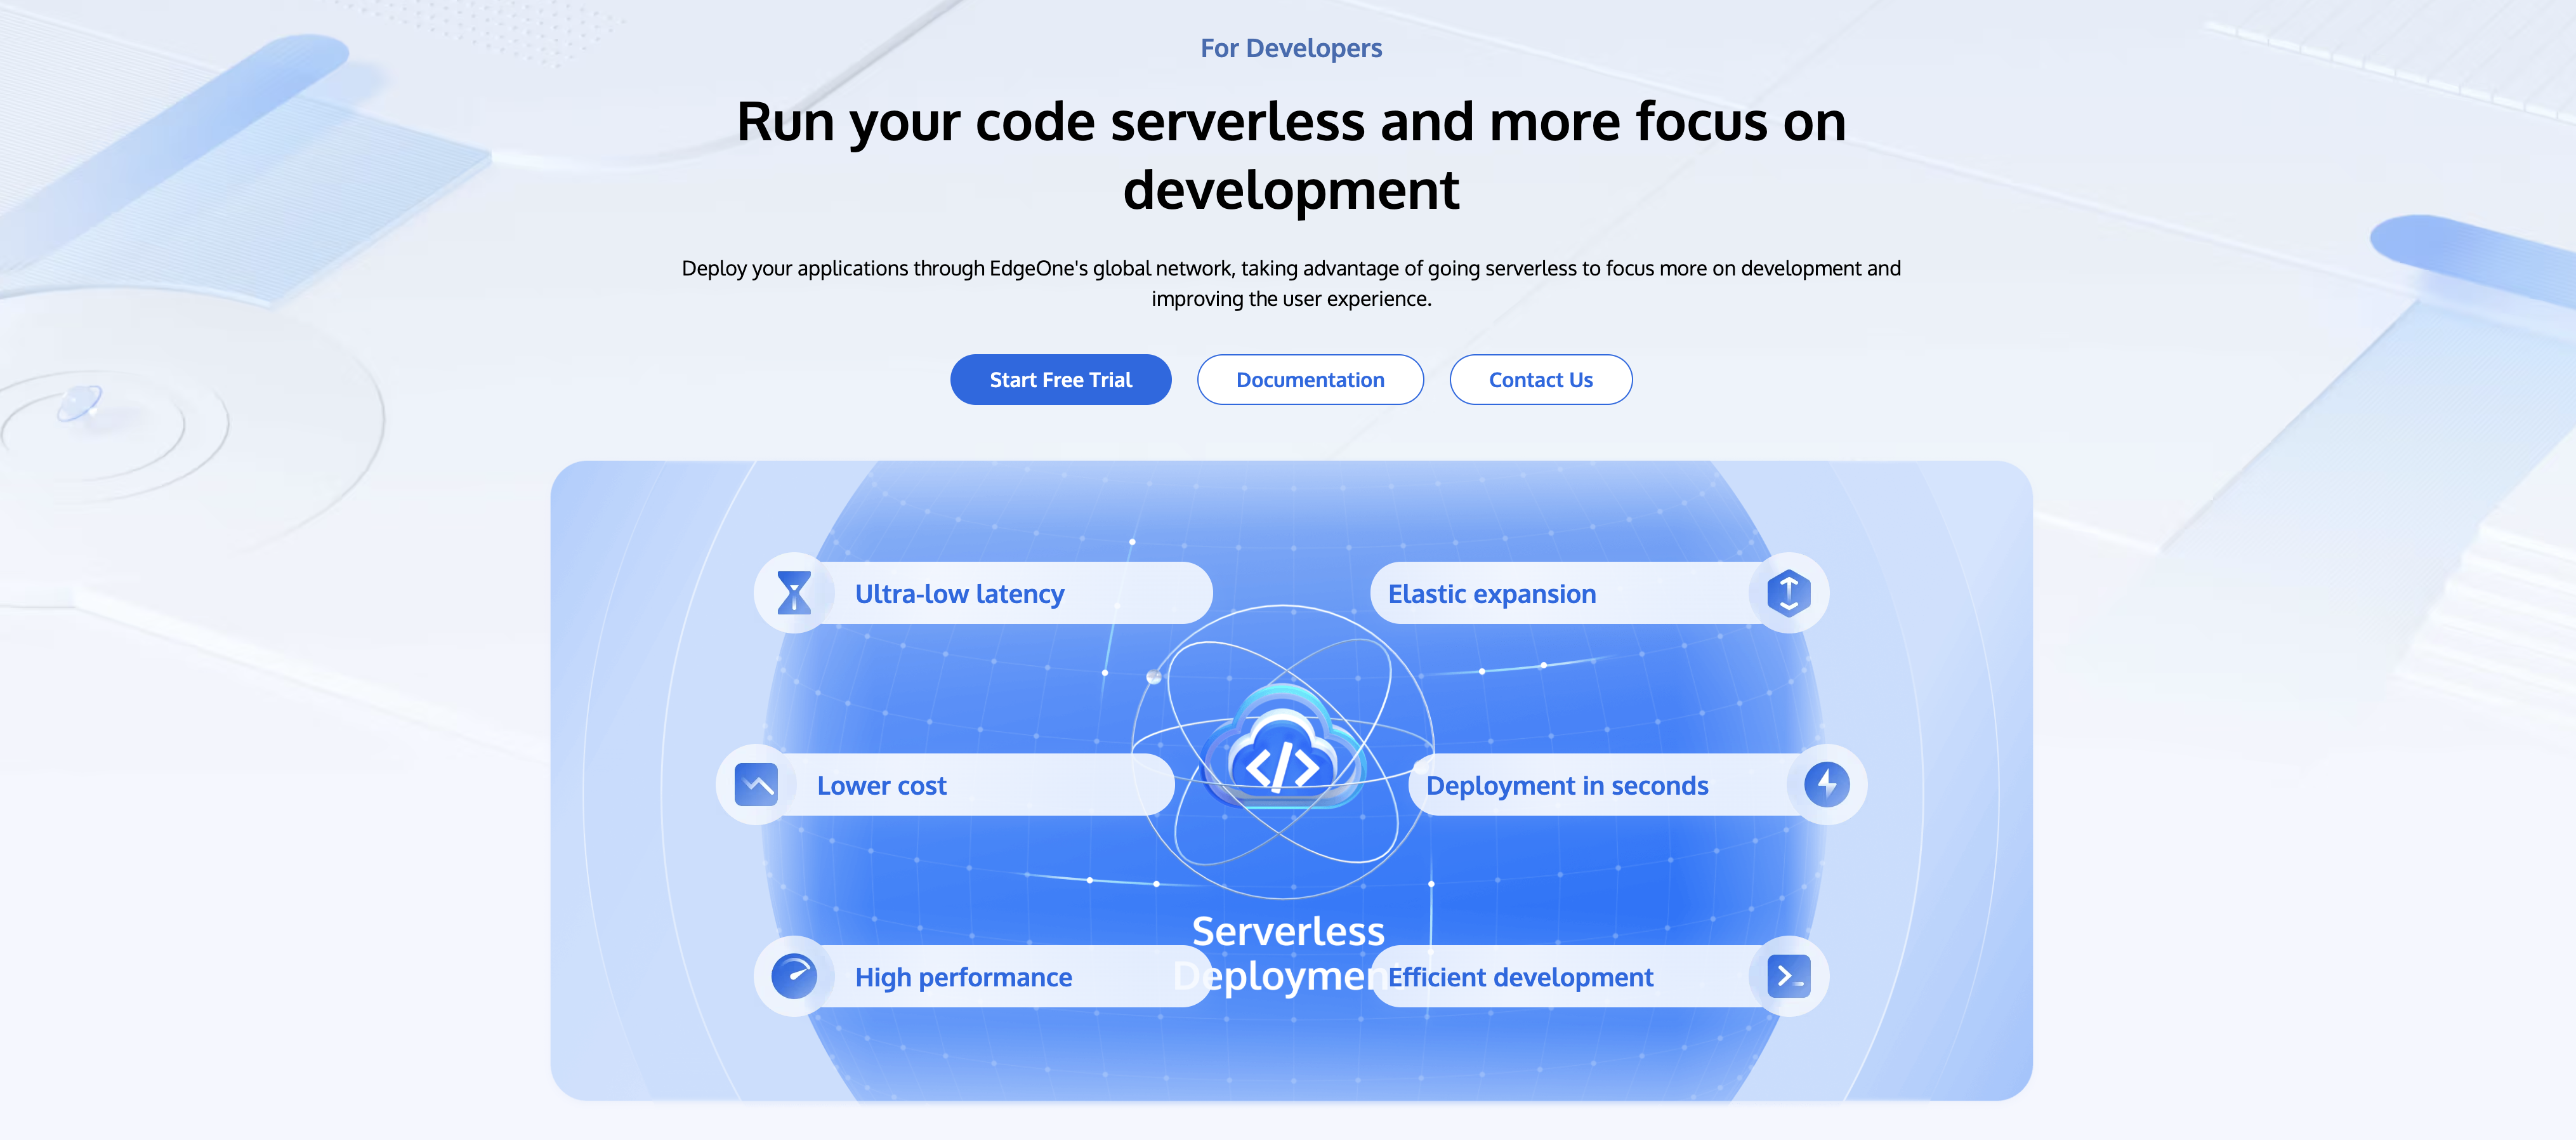 For Developers
Run your code serverless and more focus on
development
Deploy your applications through EdgeOne's global network, taking advantage of going serverless to focus more on development and
improving the user experience.
Start Free Trial
Documentation
Contact Us
Ultra-low latency
Elastic expansion
Lower cost
</>
Deployment in seconds
Serverless
Deployment
High performance
Efficient development